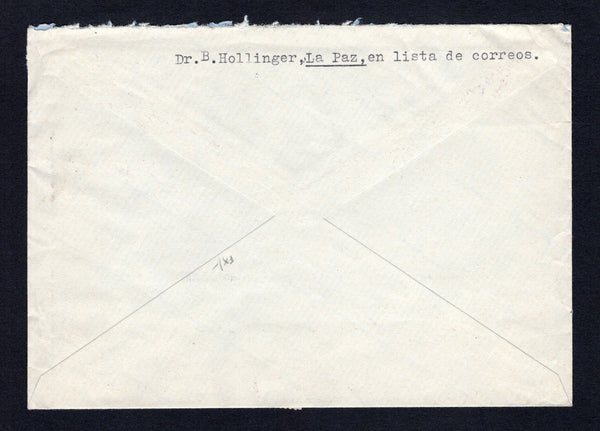 Dr.B.Hollinger,La Paz,en lista de correos.